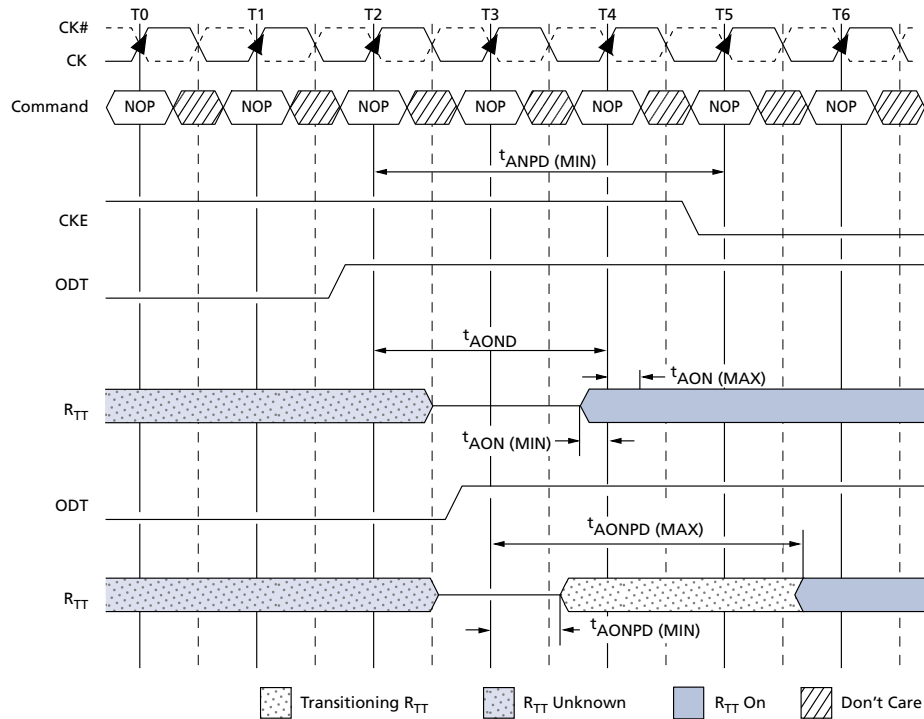 T0 T1 T2 T3 T4 T5 T6
CK#
CK
Command NOP NOP NOP NOP NOP NOP NOP
tANPD (MIN)
CKE
ODT
tAOND
tAON (MAX)
RTT
tAON (MIN)
ODT
tAONPD (MAX)
RTT
tAONPD (MIN)
Transitioning RTT RTT Unknown RTT On Don't Care